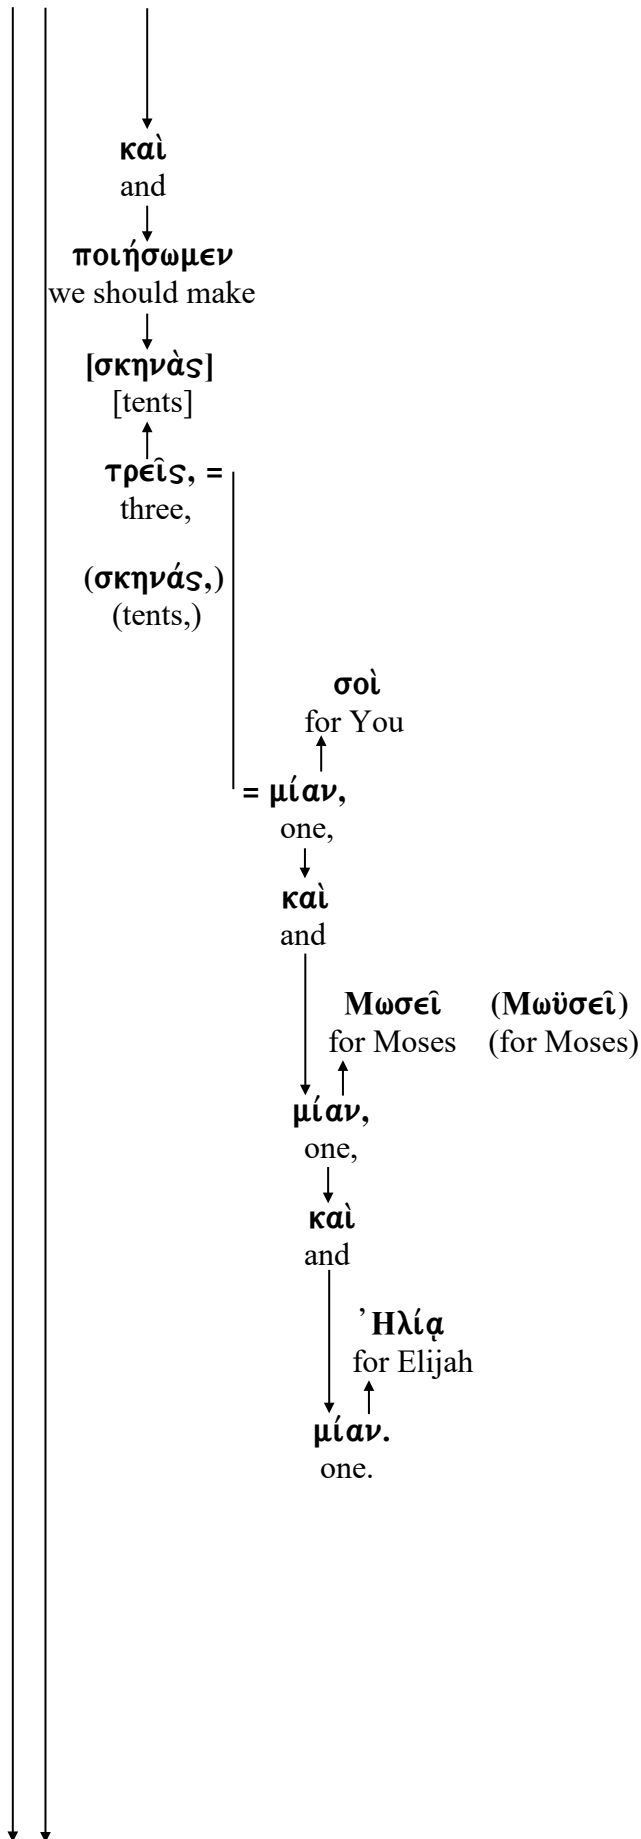 καὶ
and
ποιήσωμεν
we should make
[σκηνὰς]
[tents]
τρεῖς, =
three,
(σκηνάς,)
(tents,)
σοὶ
for You
= μίαν,
one,
καὶ
and
Μωσεῖ (Μωϋσεῖ)
for Moses (for Moses)
μίαν,
one,
καὶ
and
Ἠλίᾳ
for Elijah
μίαν.
one.